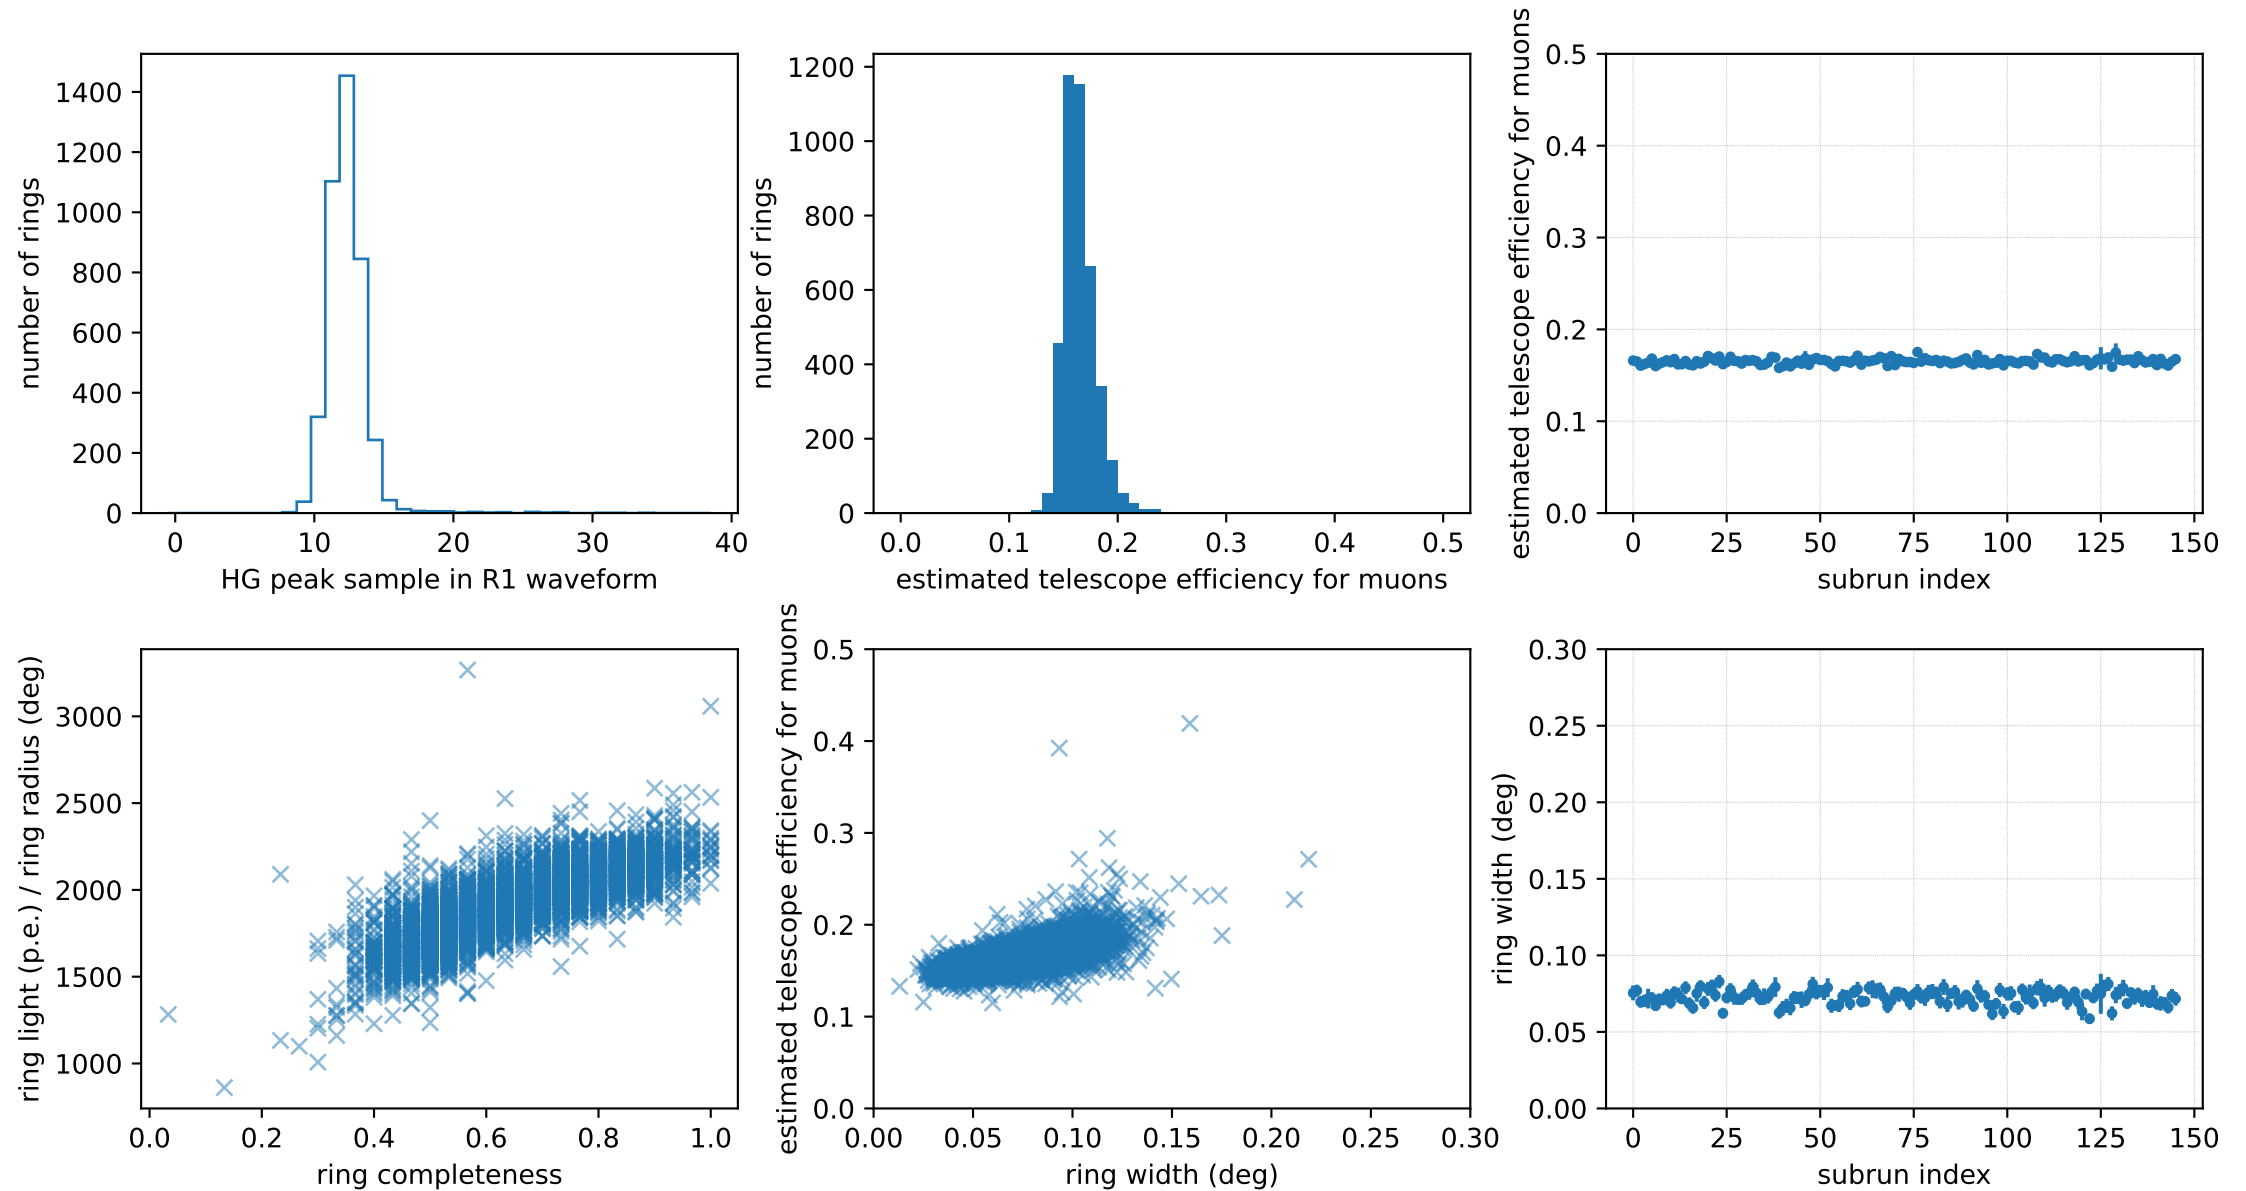 number of rings
1400
1200
1000
800
600
400
200
0
0 10 20 30 40
HG peak sample in R1 waveform
number of rings
1200
1000
800
600
400
200
0
0.0 0.1 0.2 0.3 0.4 0.5
estimated telescope efficiency for muons
estimated telescope efficiency for muons
0.5
0.4
0.3
0.2
0.1
0.0
0 25 50 75 100 125 150
subrun index
ring light (p.e.) / ring radius (deg)
3000
2500
2000
1500
1000
0.0 0.2 0.4 0.6 0.8 1.0
ring completeness
estimated telescope efficiency for muons
0.5
0.4
0.3
0.2
0.1
0.0
0.00 0.05 0.10 0.15 0.20 0.25 0.30
ring width (deg)
ring width (deg)
0.30
0.25
0.20
0.15
0.10
0.05
0.00
0 25 50 75 100 125 150
subrun index